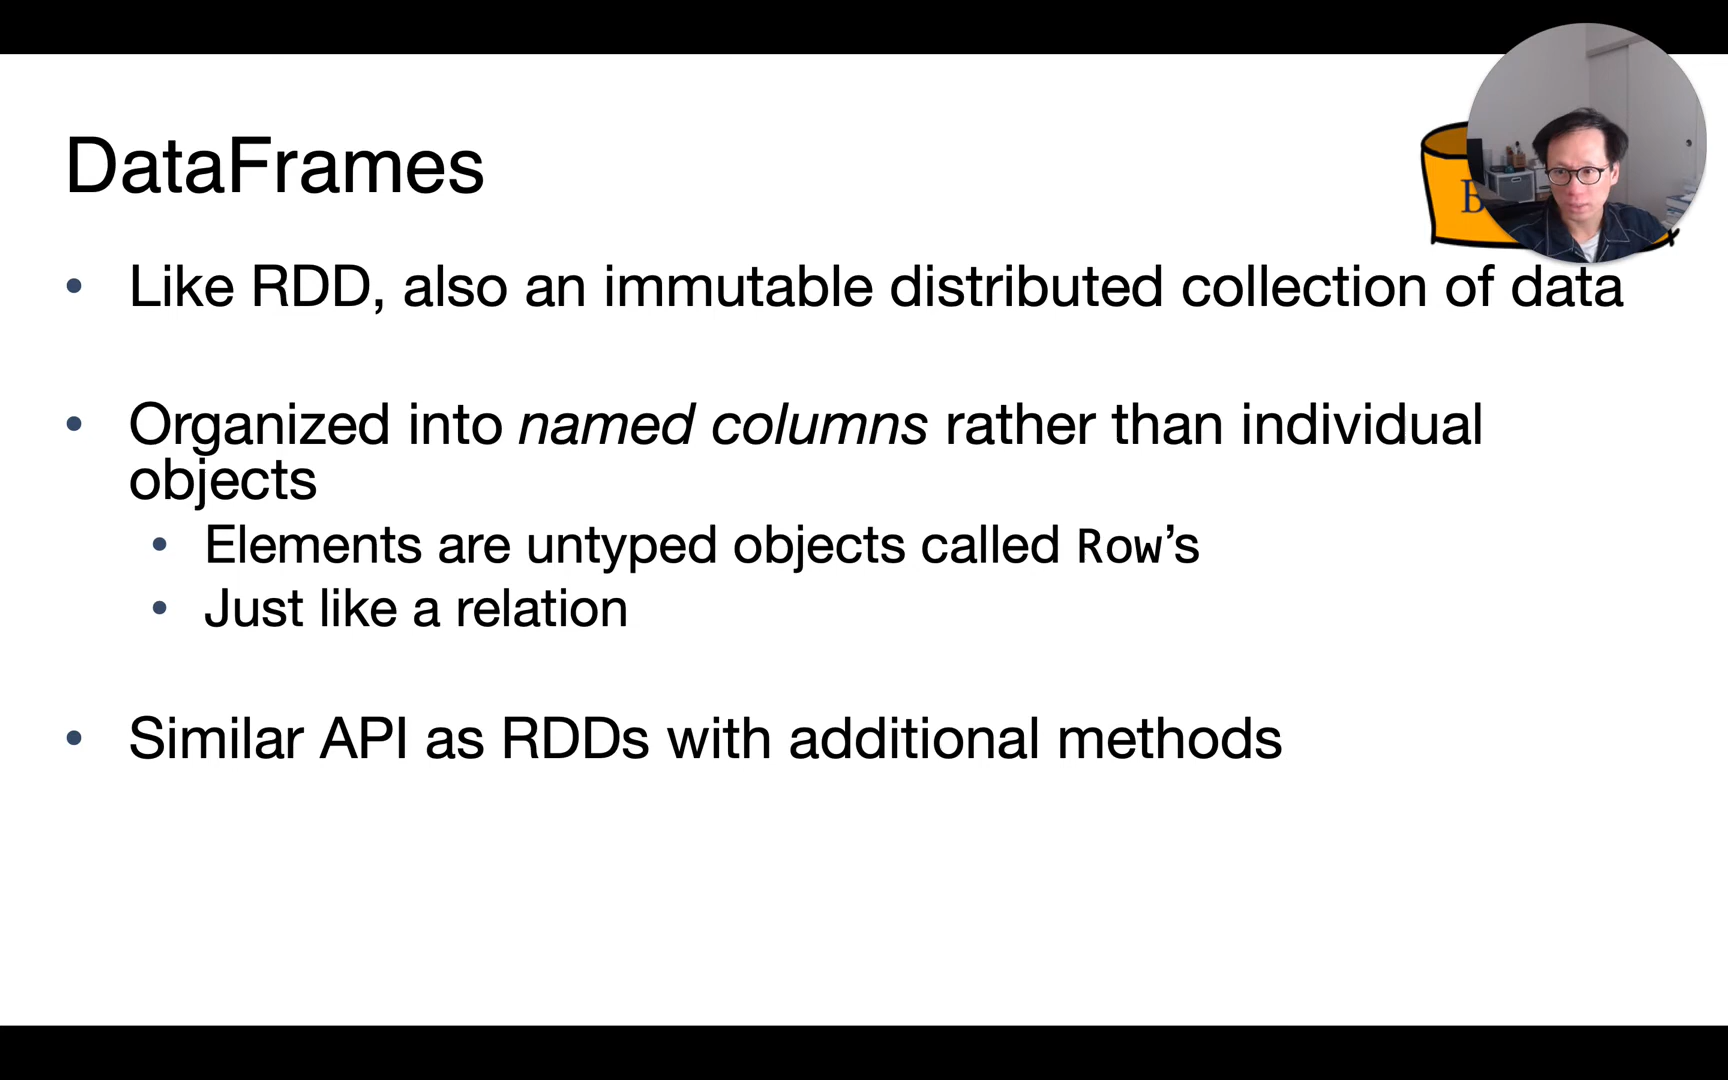 DataFrames
• Like RDD, also an immutable distributed collection of data
• Organized into named columns rather than individual
objects
• Elements are untyped objects called Row’s
• Just like a relation
• Similar API as RDDs with additional methods